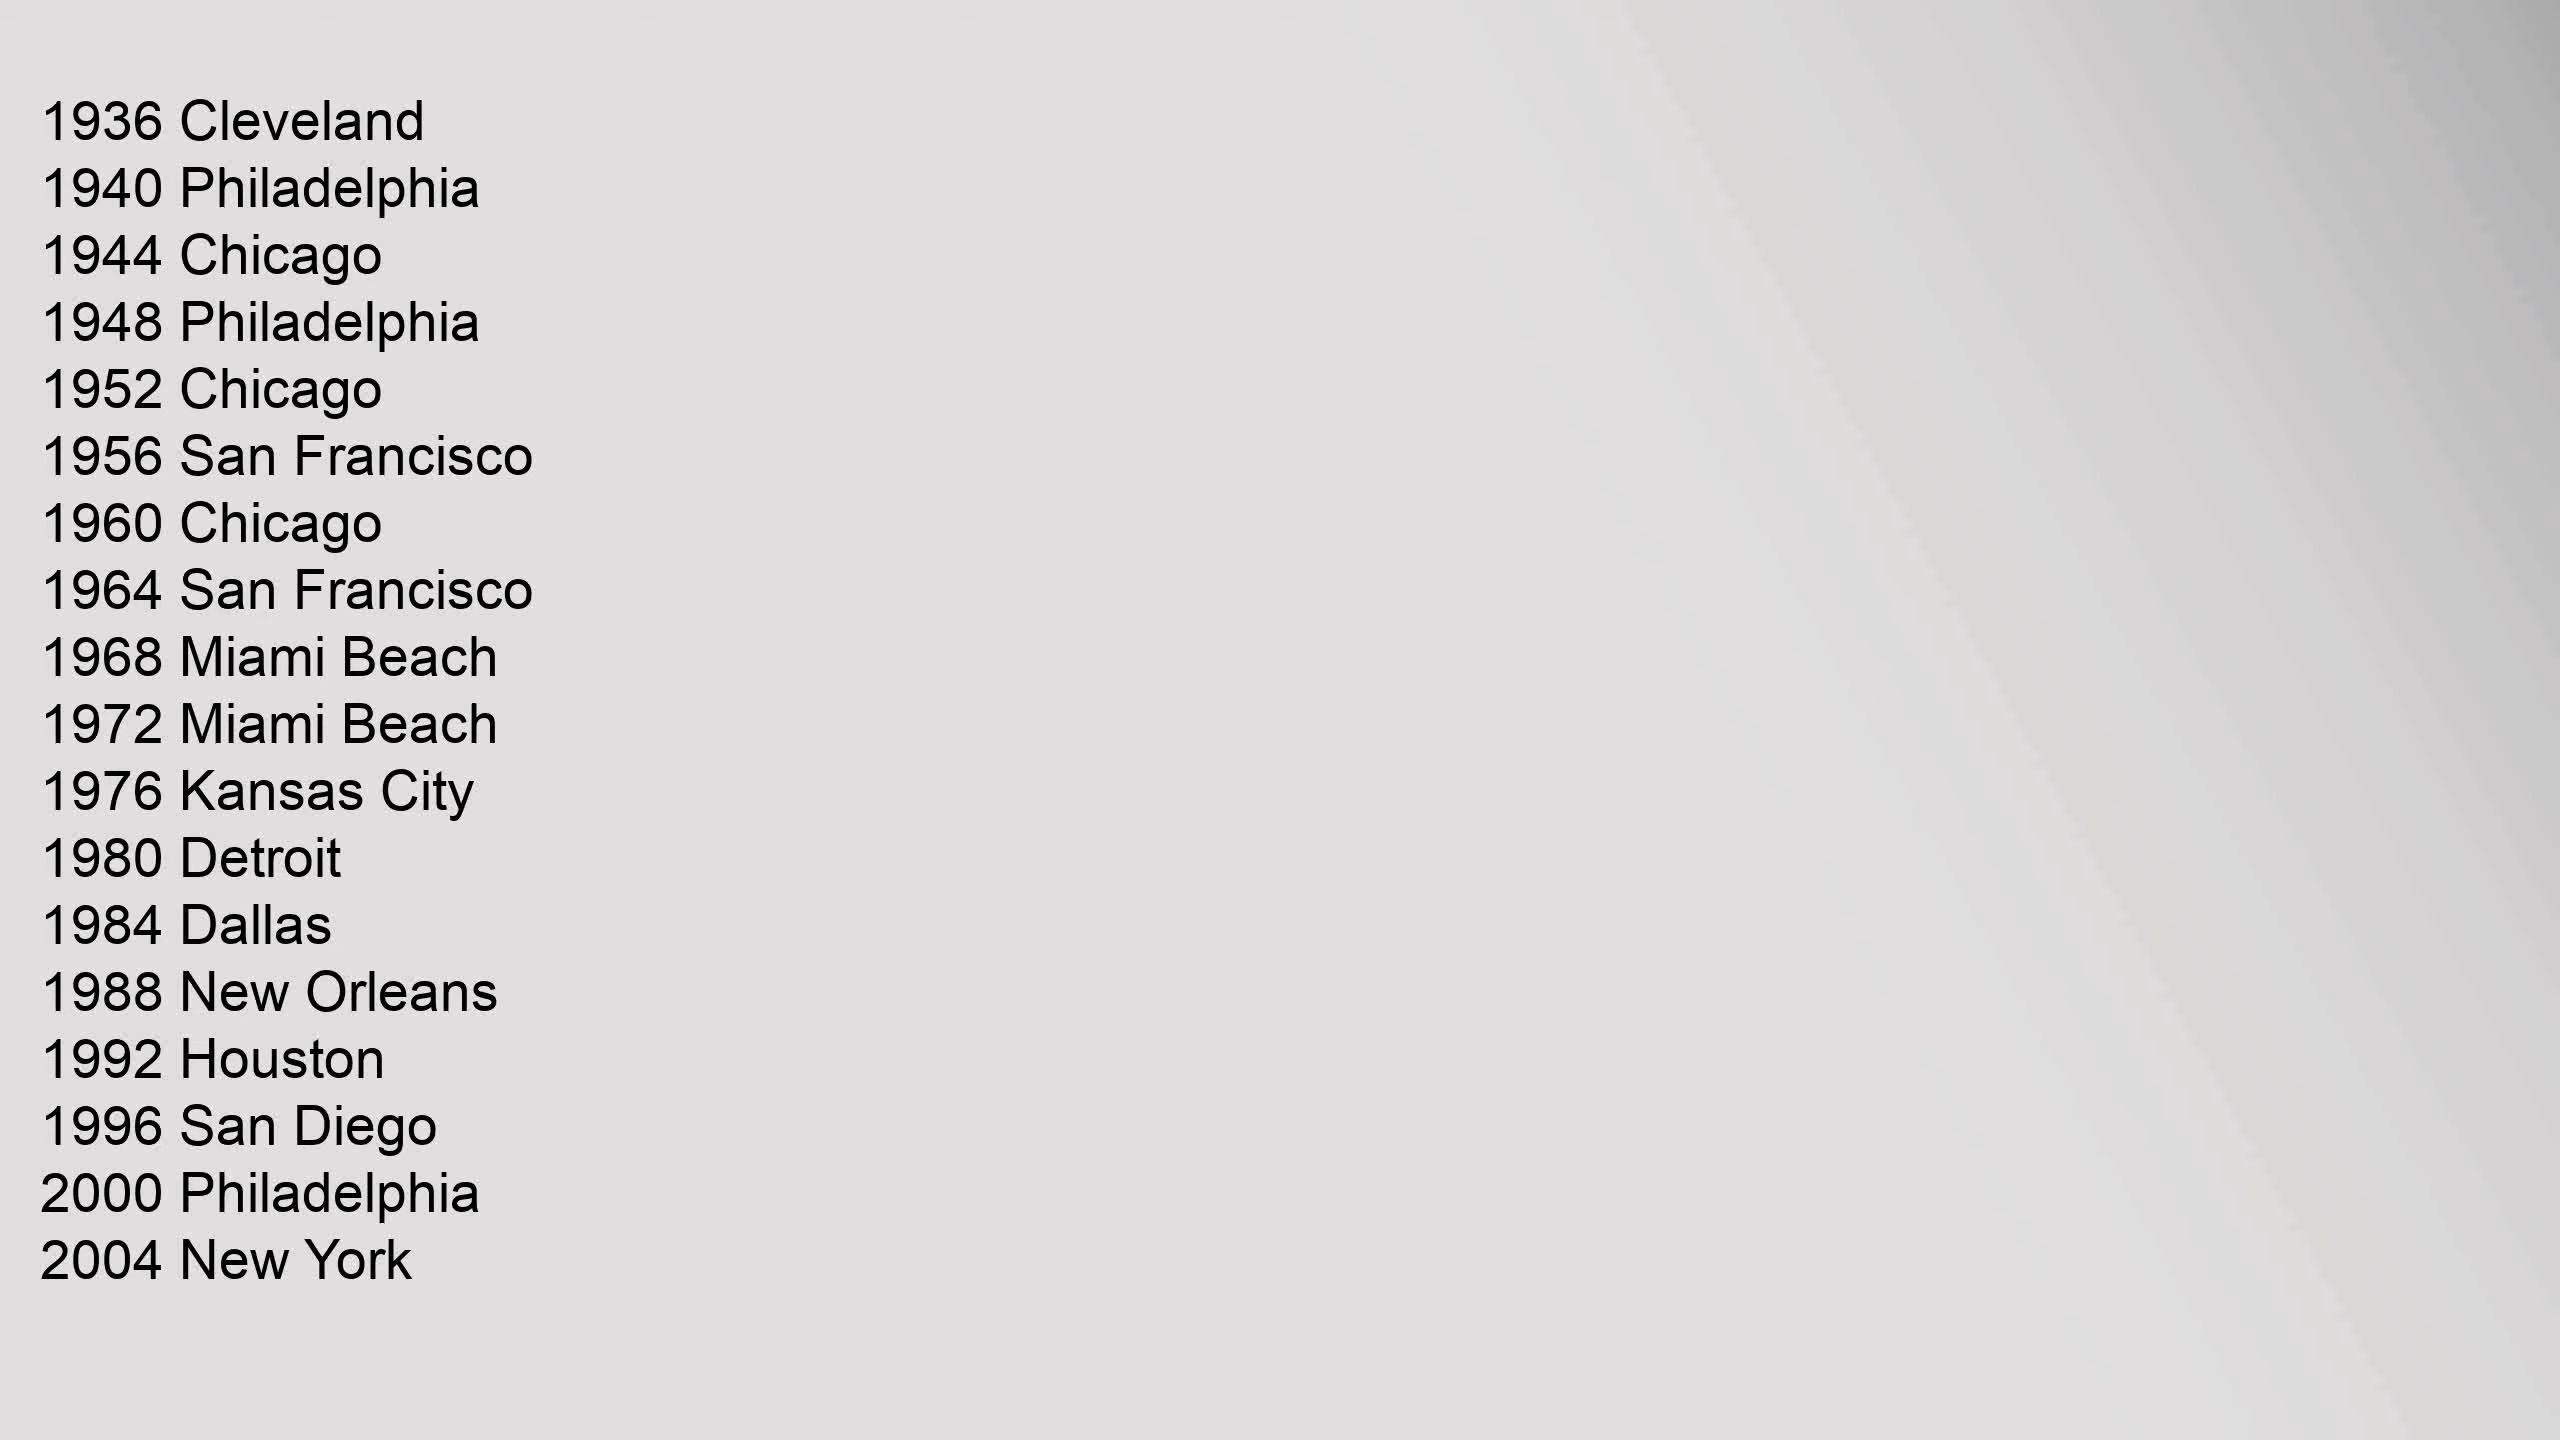 1936 Cleveland
1940 Philadelphia
1944 Chicago
1948 Philadelphia
1952 Chicago
1956 San Francisco
1960 Chicago
1964 San Francisco
1968 Miami Beach
1972 Miami Beach
1976 Kansas City
1980 Detroit
1984 Dallas
1988 New Orleans
1992 Houston
1996 San Diego
2000 Philadelphia
2004 New York